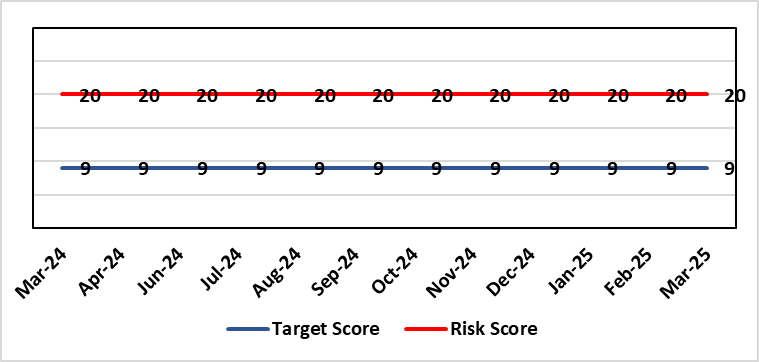 20 20 20 20 20 20 20 20 20 20 20 20
9 9 9 9 9 9 9 9 9 9 9 9
Mar-24 Apr-24 Jun-24 Jul-24 Aug-24 Sep-24 Oct-24 Nov-24 Dec-24 Jan-25 Feb-25 Mar-25
Target Score Risk Score